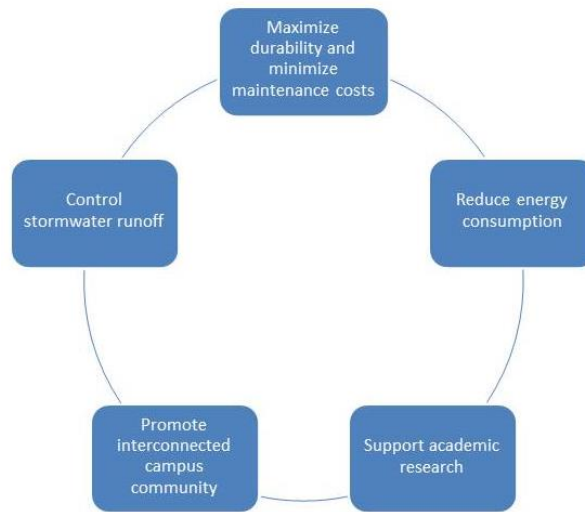 Maximize
durability and
minimize
maintenance costs
Reduce energy
consumption
Support academic
research
Promote
interconnected
campus
community
Control
stormwater runoff